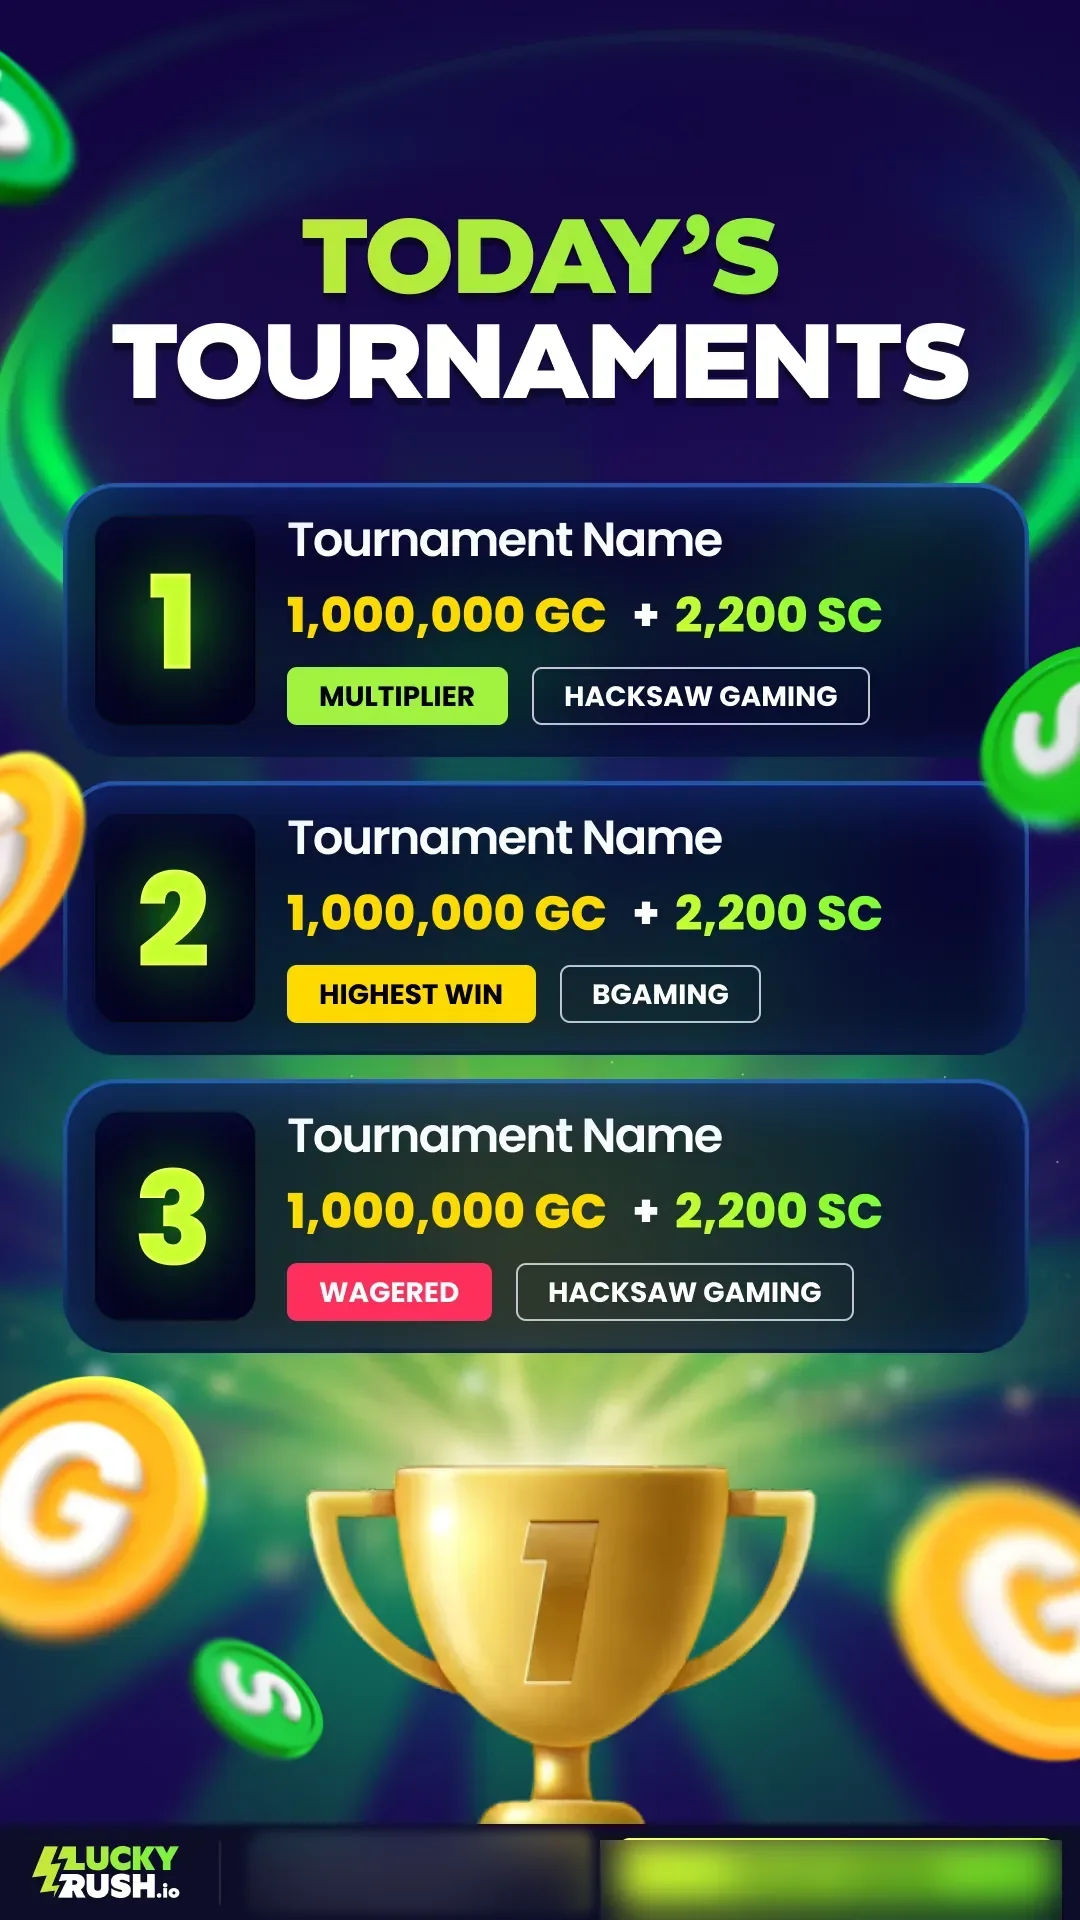 TODAY’S
TOURNAMENTS
1
Tournament Name
1,000,000 GC + 2,200 SC
MULTIPLIER HACKSAW GAMING
2
Tournament Name
1,000,000 GC + 2,200 SC
HIGHEST WIN BGAMING
3
Tournament Name
1,000,000 GC + 2,200 SC
WAGERED HACKSAW GAMING
G
G
S
S
1
LUCKY
RUSH.io